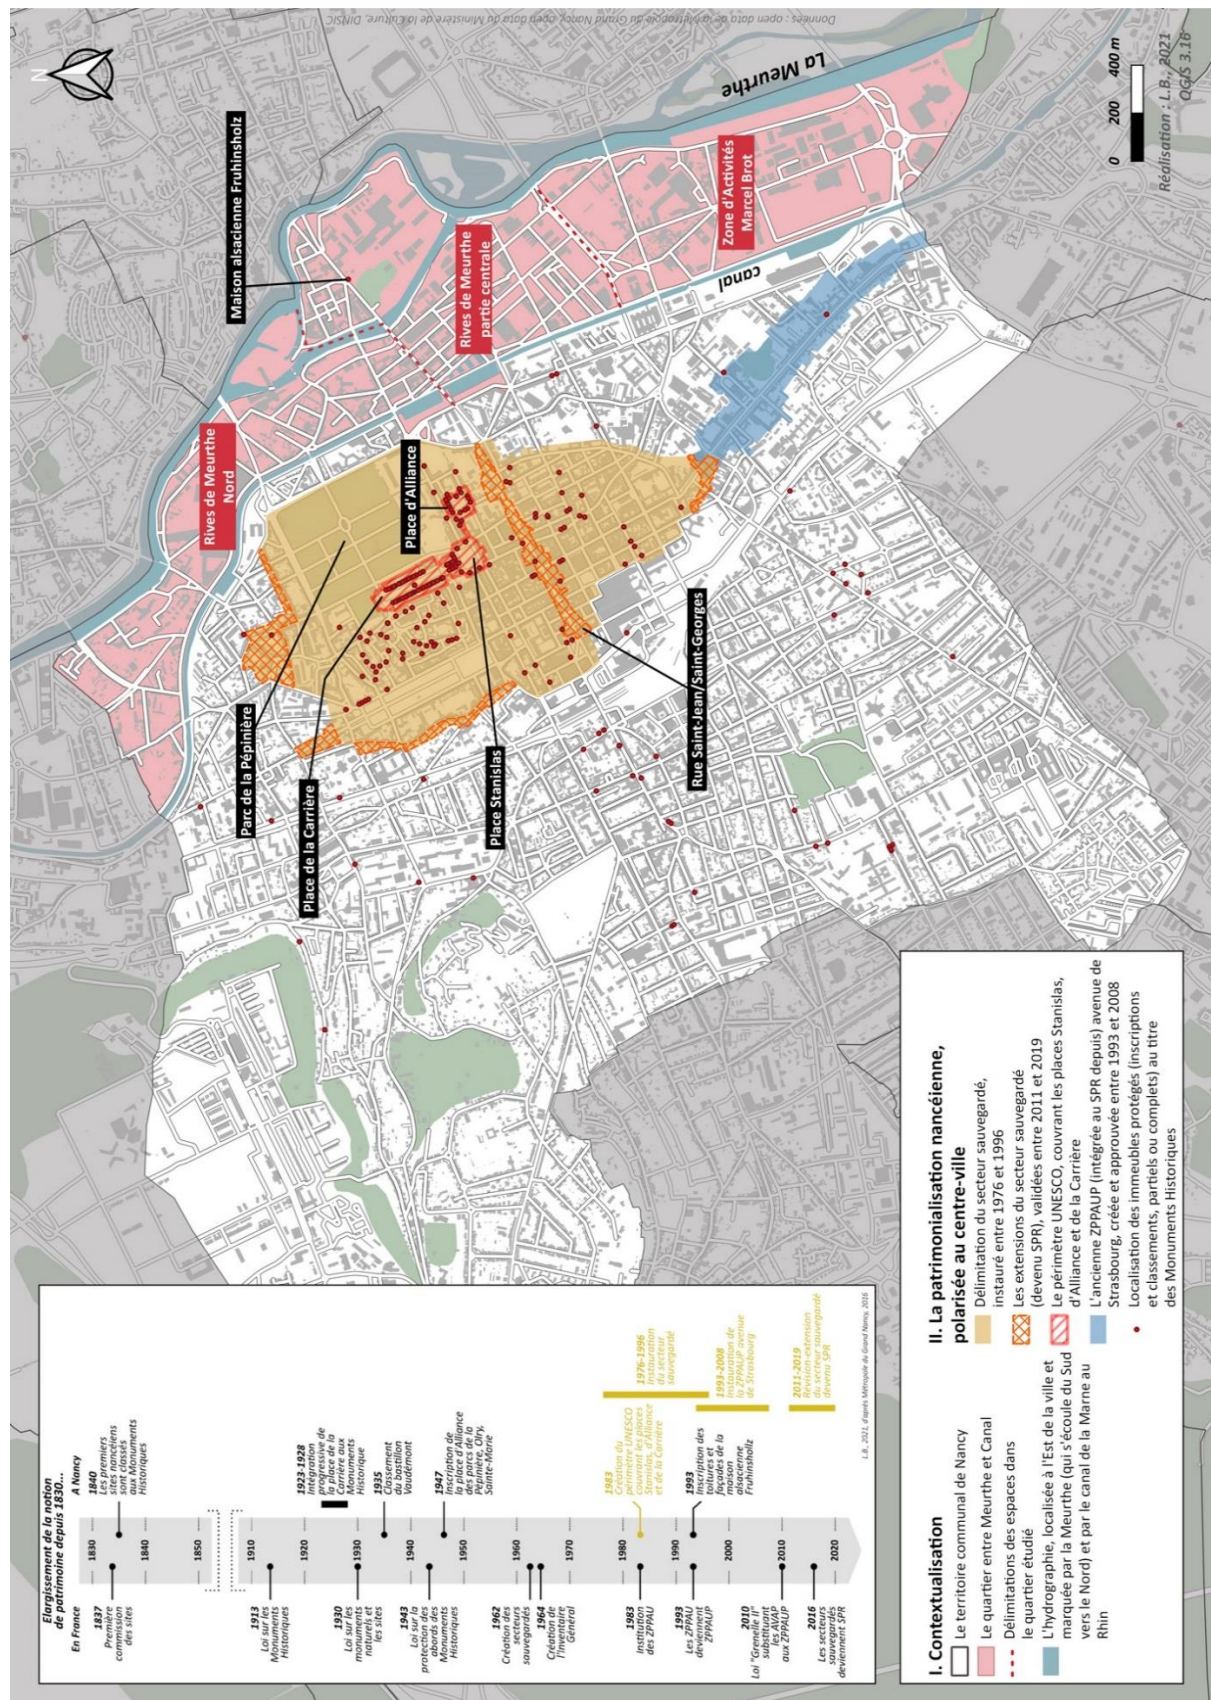 Données : open data de la Métropole du Grand Nancy, open data du Ministère de la Culture, DINSIC
N
Maison alsacienne Fruhinsholz
La Meurthe
Rives de Meurthe
Nord
Rives de Meurthe
partie centrale
Zone d'Activités
Marcel Brot
canal
Parc de la Pépinière
Place de la Carrière
Place d'Alliance
Place Stanislas
Rue Saint-Jean/Saint-Georges
0 200 400 m
Réalisation : L.B., 2021
QGIS 3.16
Elargissement de la notion
de patrimoine depuis 1830...
En France
A Nancy
1830
1840
1850
1910
1920
1930
1940
1950
1960
1970
1980
1990
2000
2010
2020
1837
Première
commission
des sites
1913
Loi sur les
Monuments
Historiques
1930
Loi sur les
monuments
naturels et
les sites
1943
Loi sur la
protection des
abords des
Monuments
Historiques
1962
Création des
secteurs
sauvegardés
1964
Création de
l'Inventaire
Général
1983
Institution
des ZPPAU
1993
Les ZPPAU
deviennent
ZPPAUP
2010
Loi "Grenelle II"
substituant
les AVAP
aux ZPPAUP
2016
Les secteurs
sauvegardés
deviennent SPR
1840
Les premiers
sites nancéiens
sont classés
aux Monuments
Historiques
1923-1928
Intégration
progressive de
la place de la
Carrière aux
Monuments
Historique
1935
Classement
du bastillon
Vaudémont
1947
Inscription de
la place d'Alliance
des parcs de la
Pépinière, Olry,
Sainte-Marie
1983
Création du
périmètre UNESCO
couvrant les places
Stanislas, d'Alliance
et de la Carrière
1993
Inscription des
toitures et
façades de la
maison
alsacienne
Fruhinshollz
1976-1996
Instauration
du secteur
sauvegardé
1993-2008
Instauration de
la ZPPAUP avenue
de Strasbourg
2011-2019
Révision-extension
du secteur sauvegardé
devenu SPR
L.B., 2021, d'après Métropole du Grand Nancy, 2016
I. Contextualisation
Le territoire communal de Nancy
Le quartier entre Meurthe et Canal
Délimitations des espaces dans
le quartier étudié
L'hydrographie, localisée à l'Est de la ville et
marquée par la Meurthe (qui s'écoule du Sud
vers le Nord) et par le canal de la Marne au
Rhin
II. La patrimonialisation nancéienne,
polarisée au centre-ville
Délimitation du secteur sauvegardé,
instauré entre 1976 et 1996
Les extensions du secteur sauvegardé
(devenu SPR), validées entre 2011 et 2019
Le périmètre UNESCO, couvrant les places Stanislas,
d'Alliance et de la Carrière
L'ancienne ZPPAUP (intégrée au SPR depuis) avenue de
Strasbourg, créée et approuvée entre 1993 et 2008
Localisation des immeubles protégés (inscriptions
et classements, partiels ou complets) au titre
des Monuments Historiques